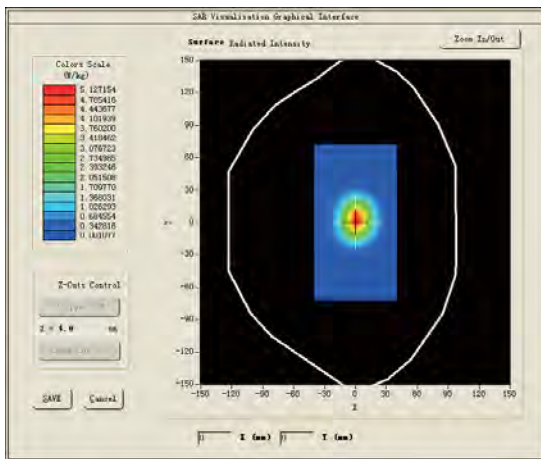 SAR Visualisation Graphical Interface
Surface Radiated Intensity
Zoom In/Out
Colors Scale
(W/kg)
5.127154
4.785416
4.443677
4.101939
3.760200
3.418462
3.076723
2.734985
2.393246
2.051508
1.709770
1.368031
1.026293
0.684554
0.342816
0.001077
150
120
90
60
30
0
-30
-60
-90
-120
-150
-150 -120 -90 -60 -30 0 30 60 90 120 150
X
Z-Cuts Control
Z = 4.0 mm
SAVE Cancel
0 X (mm) 0 Y (mm)